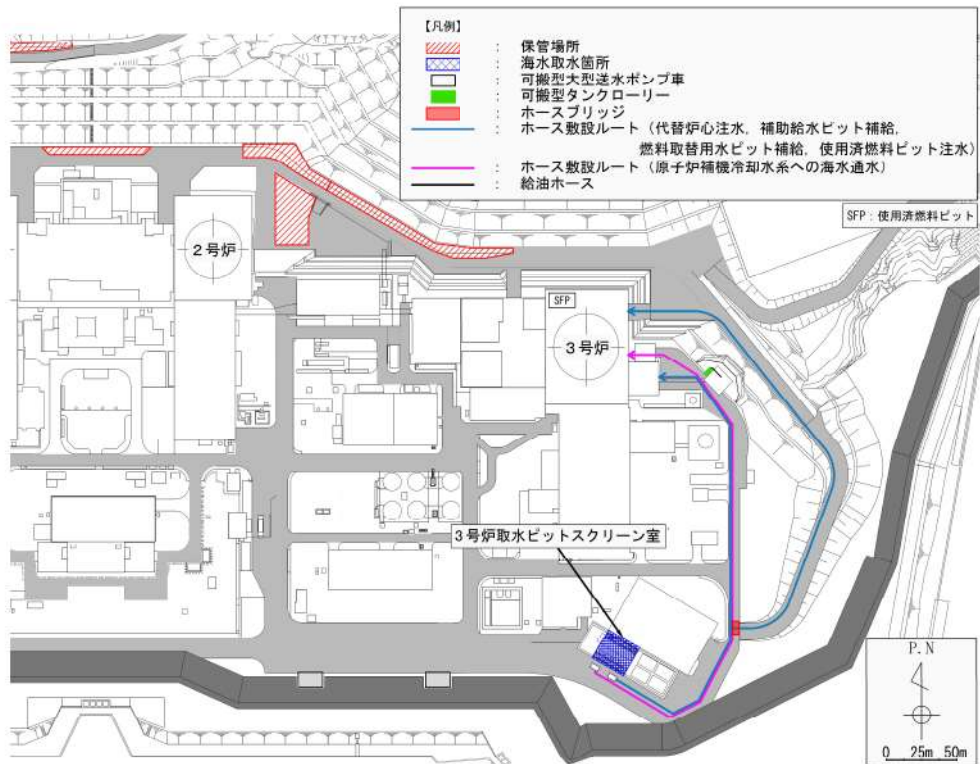 【凡例】
： 保管場所
： 海水取水箇所
： 可搬型大型送水ポンプ車
： 可搬型タンクローリー
： ホースブリッジ
： ホース敷設ルート（代替炉心注水，補助給水ピット補給，
燃料取替用水ピット補給，使用済燃料ピット注水）
： ホース敷設ルート（原子炉補機冷却水系への海水通水）
： 給油ホース
SFP：使用済燃料ピット
２号炉
SFP
３号炉
３号炉取水ピットスクリーン室
P.N
0 25m 50m